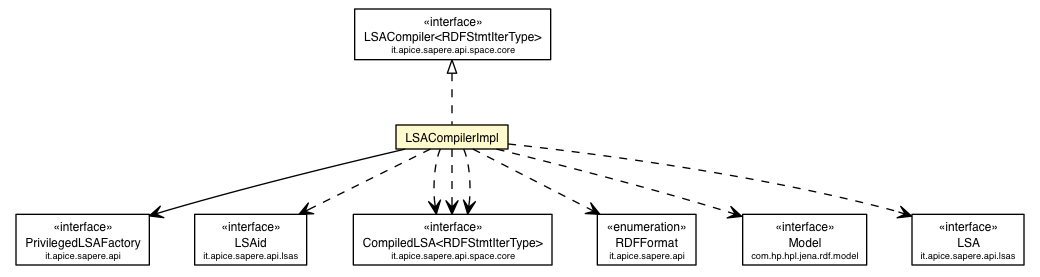 «interface»
LSACompiler<RDFStmtIterType>
it.apice.sapere.api.space.core
LSACompilerImpl
«interface»
PrivilegedLSAFactory
it.apice.sapere.api
«interface»
LSAid
it.apice.sapere.api.lsas
«interface»
CompiledLSA<RDFStmtIterType>
it.apice.sapere.api.space.core
«enumeration»
RDFFormat
it.apice.sapere.api
«interface»
Model
com.hp.hpl.jena.rdf.model
«interface»
LSA
it.apice.sapere.api.lsas